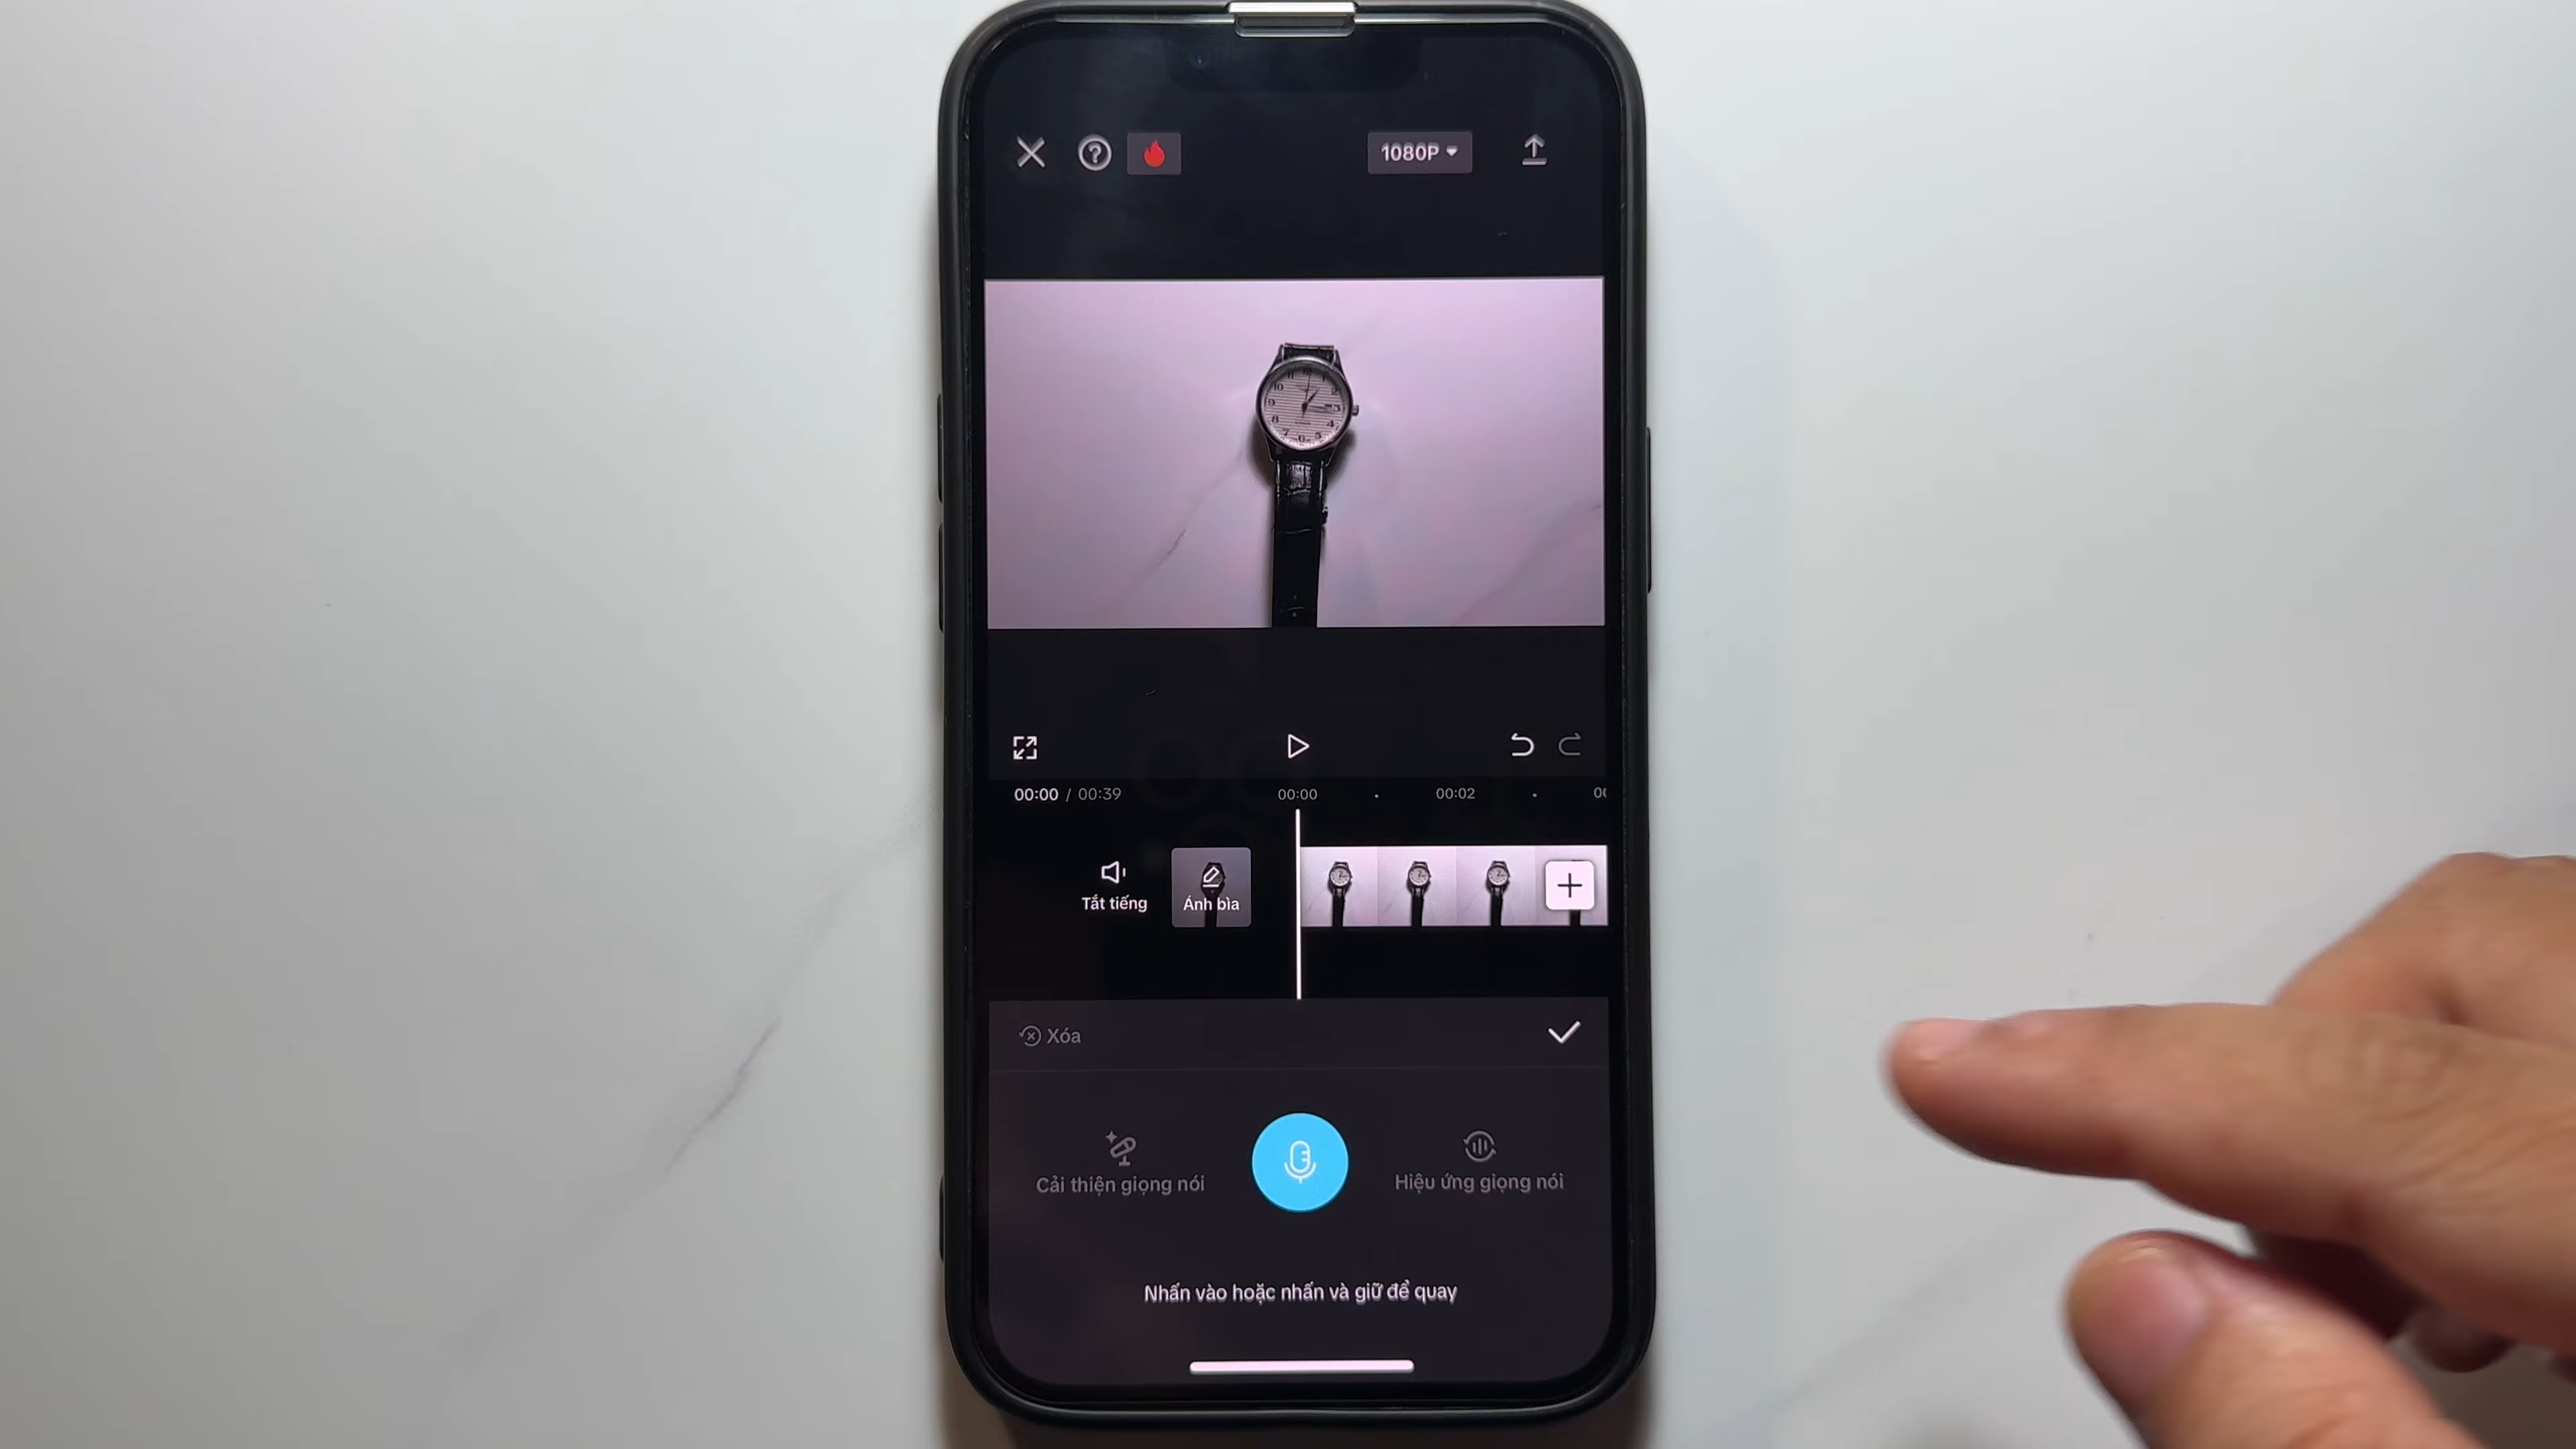 1080P
00:00 / 00:39
00:00
00:02
Tắt tiếng
Ảnh bìa
Xóa
Cải thiện giọng nói
Hiệu ứng giọng nói
Nhấn vào hoặc nhấn và giữ để quay